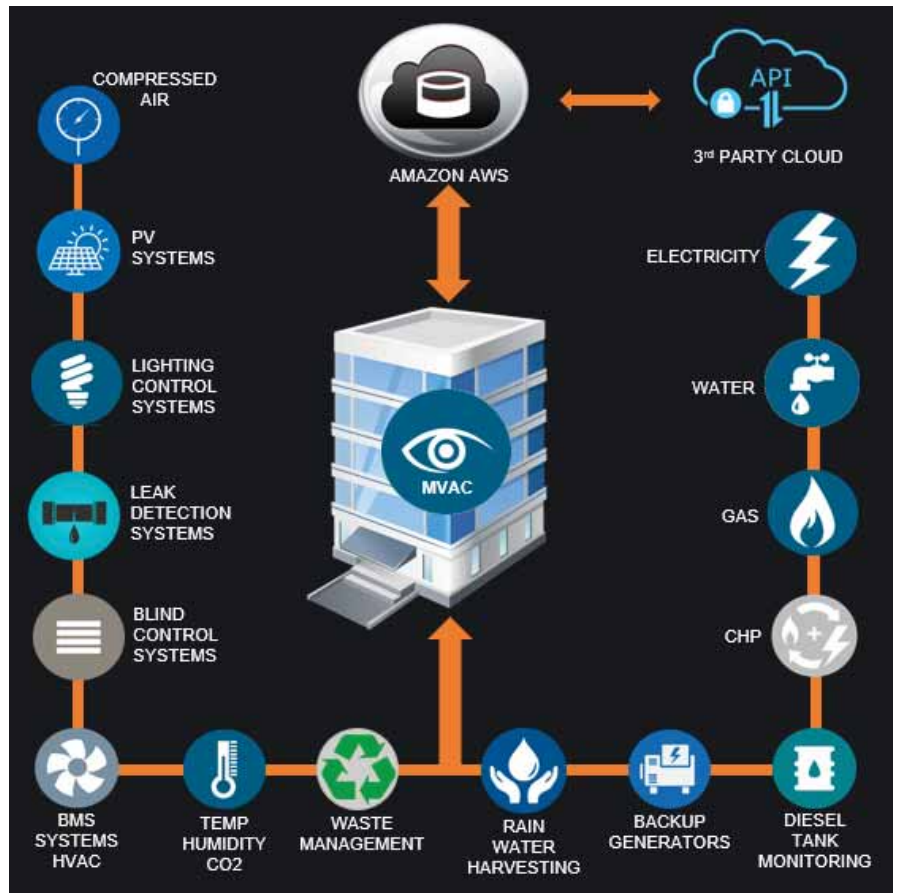 COMPRESSED
AIR
AMAZON AWS
API
3rd PARTY CLOUD
PV
SYSTEMS
ELECTRICITY
LIGHTING
CONTROL
SYSTEMS
WATER
MVAC
LEAK
DETECTION
SYSTEMS
GAS
BLIND
CONTROL
SYSTEMS
CHP
BMS
SYSTEMS
HVAC
TEMP
HUMIDITY
CO2
WASTE
MANAGEMENT
RAIN
WATER
HARVESTING
BACKUP
GENERATORS
DIESEL
TANK
MONITORING